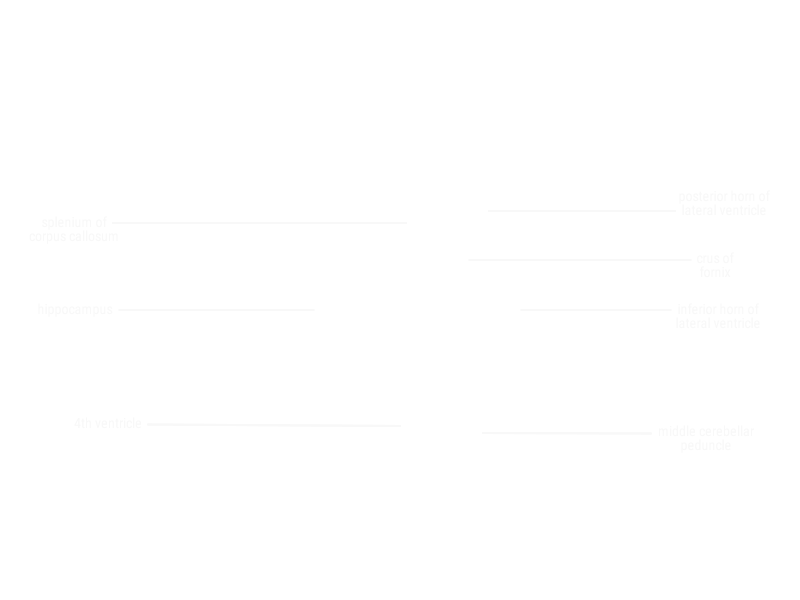 posterior horn of
lateral ventricle
splenium of
corpus callosum
crus of
fornix
hippocampus
inferior horn of
lateral ventricle
4th ventricle
middle cerebellar
peduncle